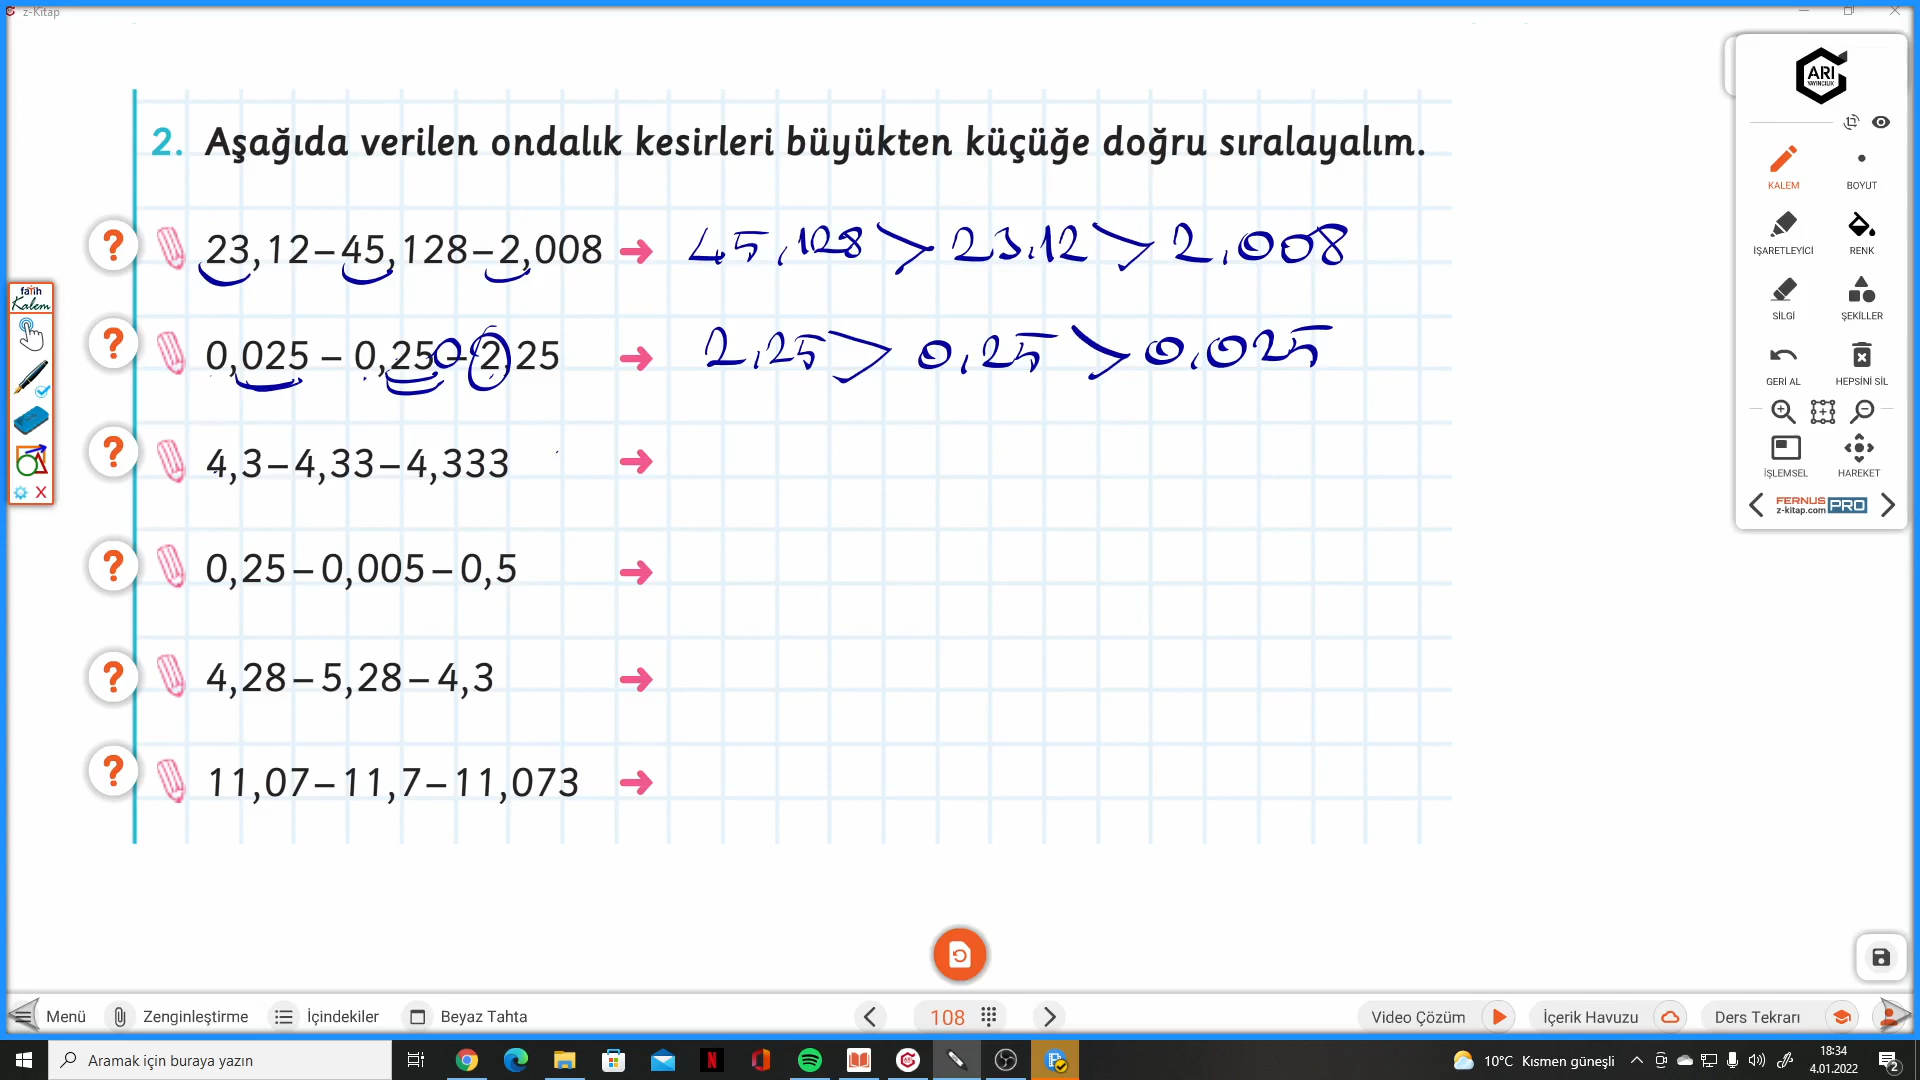 z-Kitap
ARI
YAYINCILIK
2. Aşağıda verilen ondalık kesirleri büyükten küçüğe doğru sıralayalım.
? 23,12–45,128–2,008 ➜ 45,128 > 23,12 > 2,008
? 0,025 – 0,250 – 2,25 ➜ 2,25 > 0,25 > 0,025
? 4,3–4,33–4,333 ➜
? 0,25–0,005–0,5 ➜
? 4,28–5,28–4,3 ➜
? 11,07–11,7–11,073 ➜
fatih
Kalem
KALEM BOYUT
İŞARETLEYİCİ RENK
SİLGİ ŞEKİLLER
GERİ AL HEPSİNİ SİL
İŞLEMSEL HAREKET
FERNUS PRO
z-kitap.com
Menü Zenginleştirme İçindekiler Beyaz Tahta 108 Video Çözüm İçerik Havuzu Ders Tekrarı
Aramak için buraya yazın 10°C Kısmen güneşli 18:34
4.01.2022
2